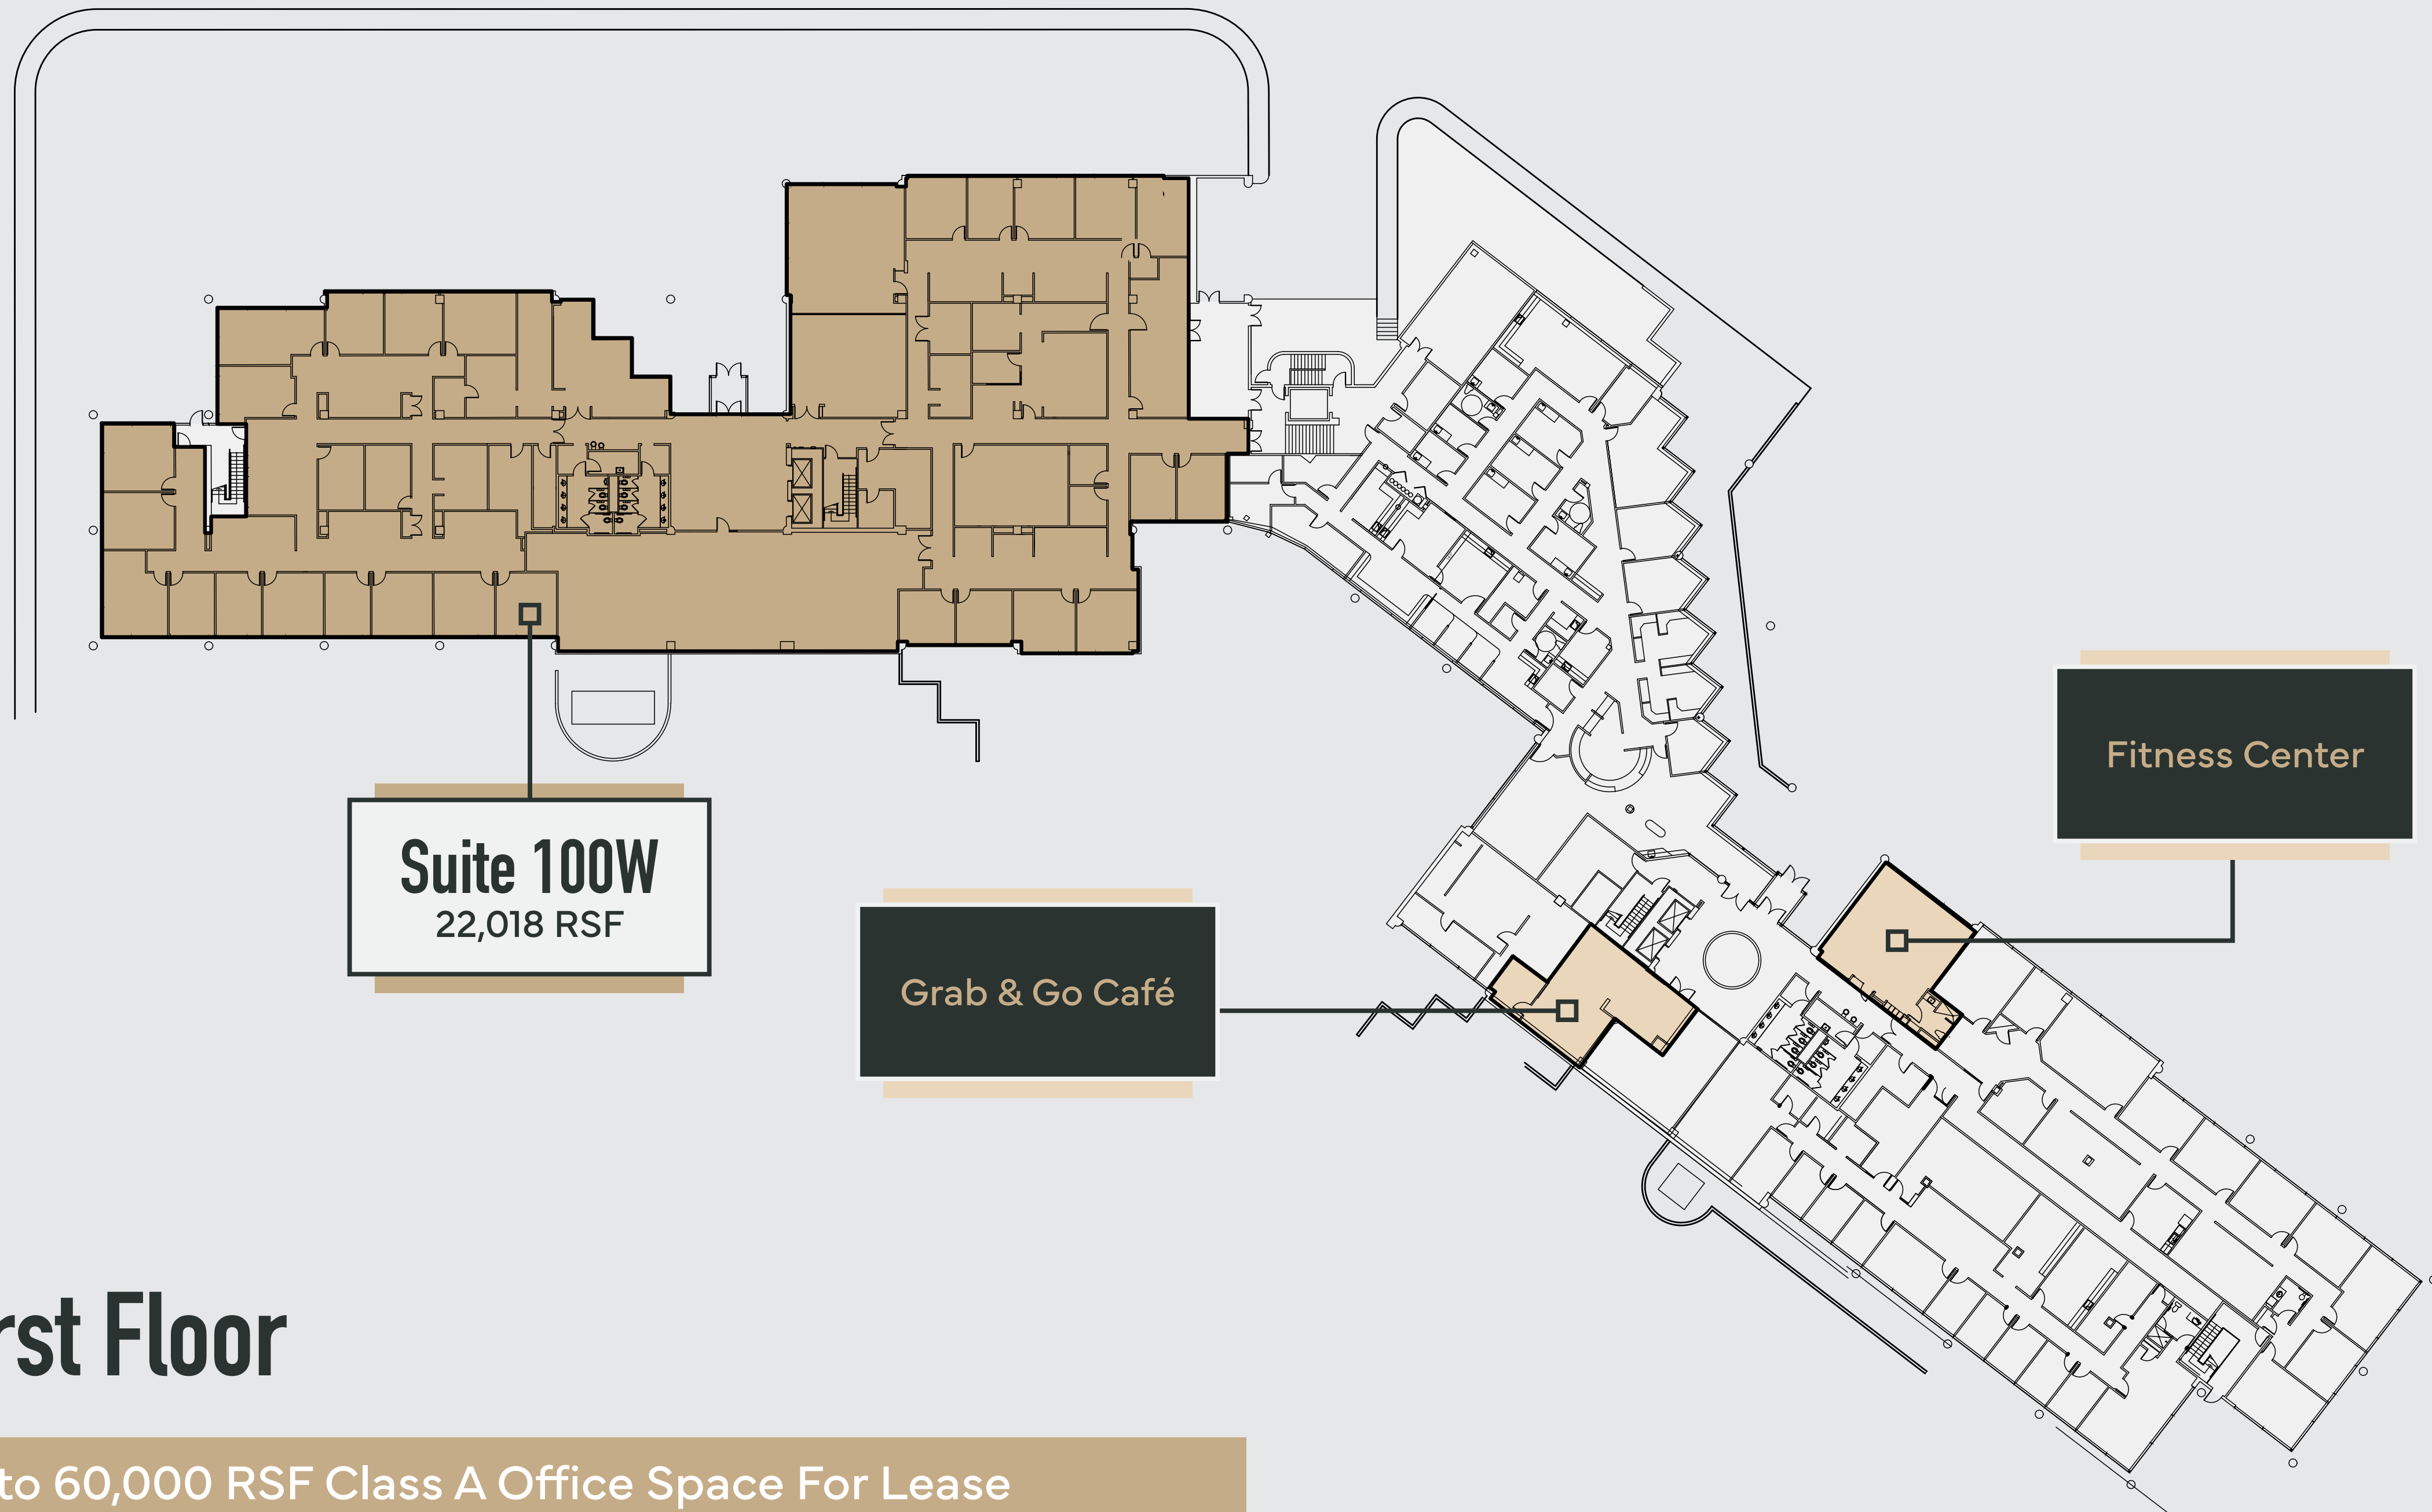 Fitness Center
Suite 100W
22,018 RSF
Grab & Go Café
rst Floor
to 60,000 RSF Class A Office Space For Lease